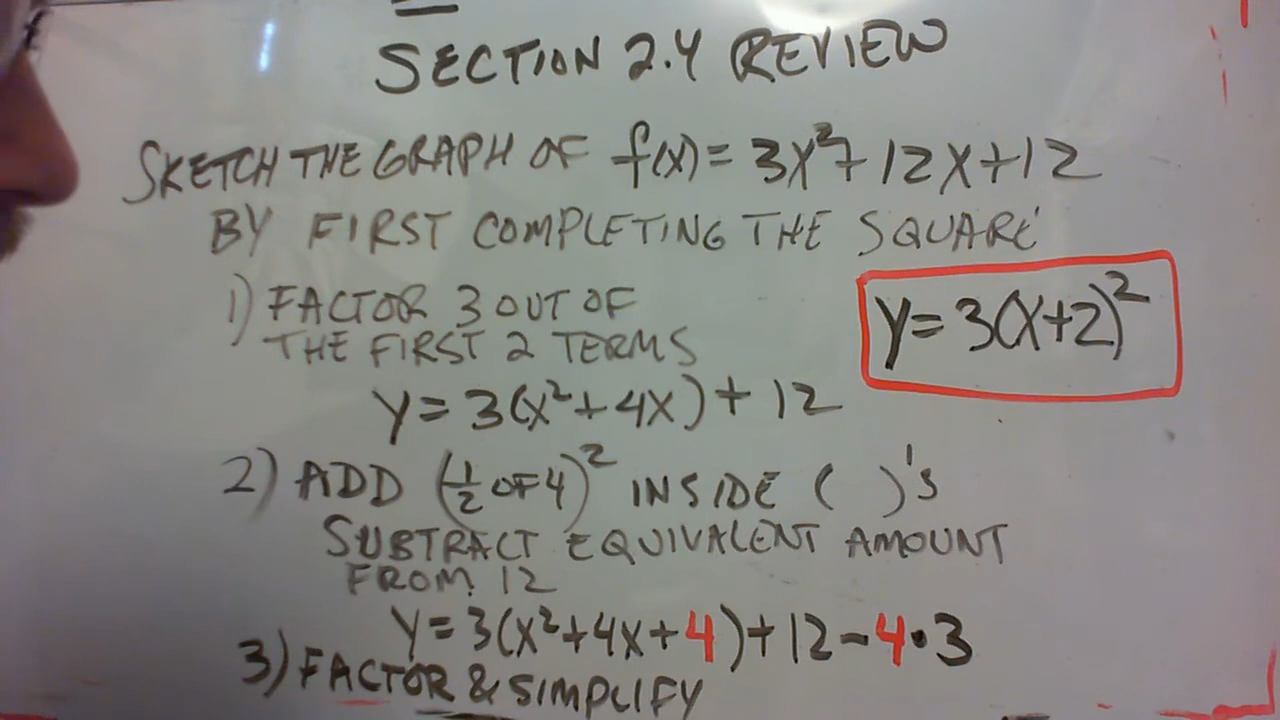 SECTION 2.4 REVIEW
SKETCH THE GRAPH OF f(x) = 3x²+12x+12
BY FIRST COMPLETING THE SQUARE
1) FACTOR 3 OUT OF
THE FIRST 2 TERMS
y = 3(x+2)²
y = 3(x²+4x)+12
2) ADD (½ OF 4)² INSIDE ( )'s
SUBTRACT EQUIVALENT AMOUNT
FROM 12
y = 3(x²+4x+4)+12-4·3
3) FACTOR & SIMPLIFY